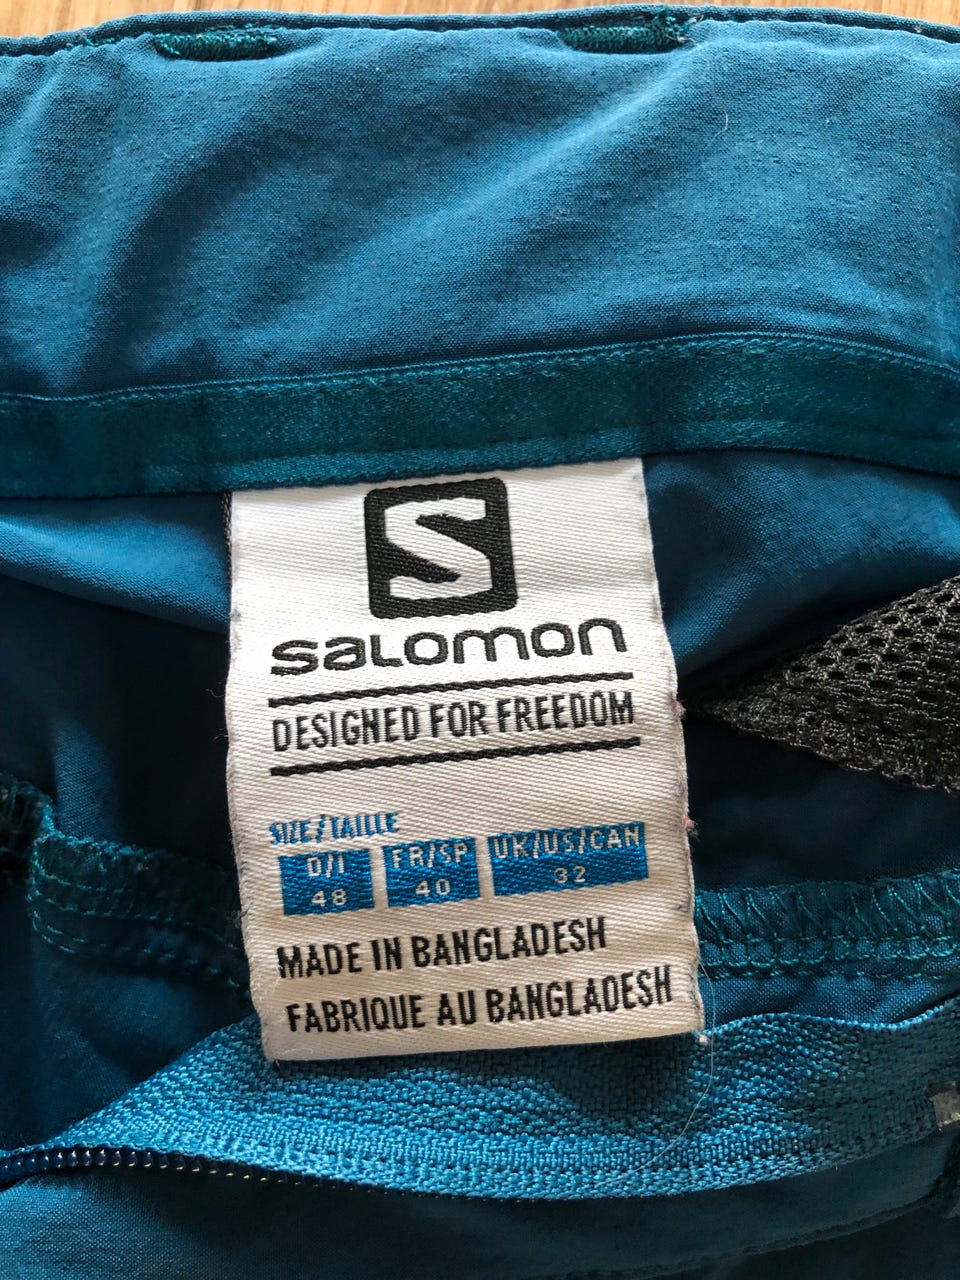 S
SALOMON
DESIGNED FOR FREEDOM
SIZE/TAILLE
D/I FR/SP UK/US/CAN
48 40 32
MADE IN BANGLADESH
FABRIQUE AU BANGLADESH